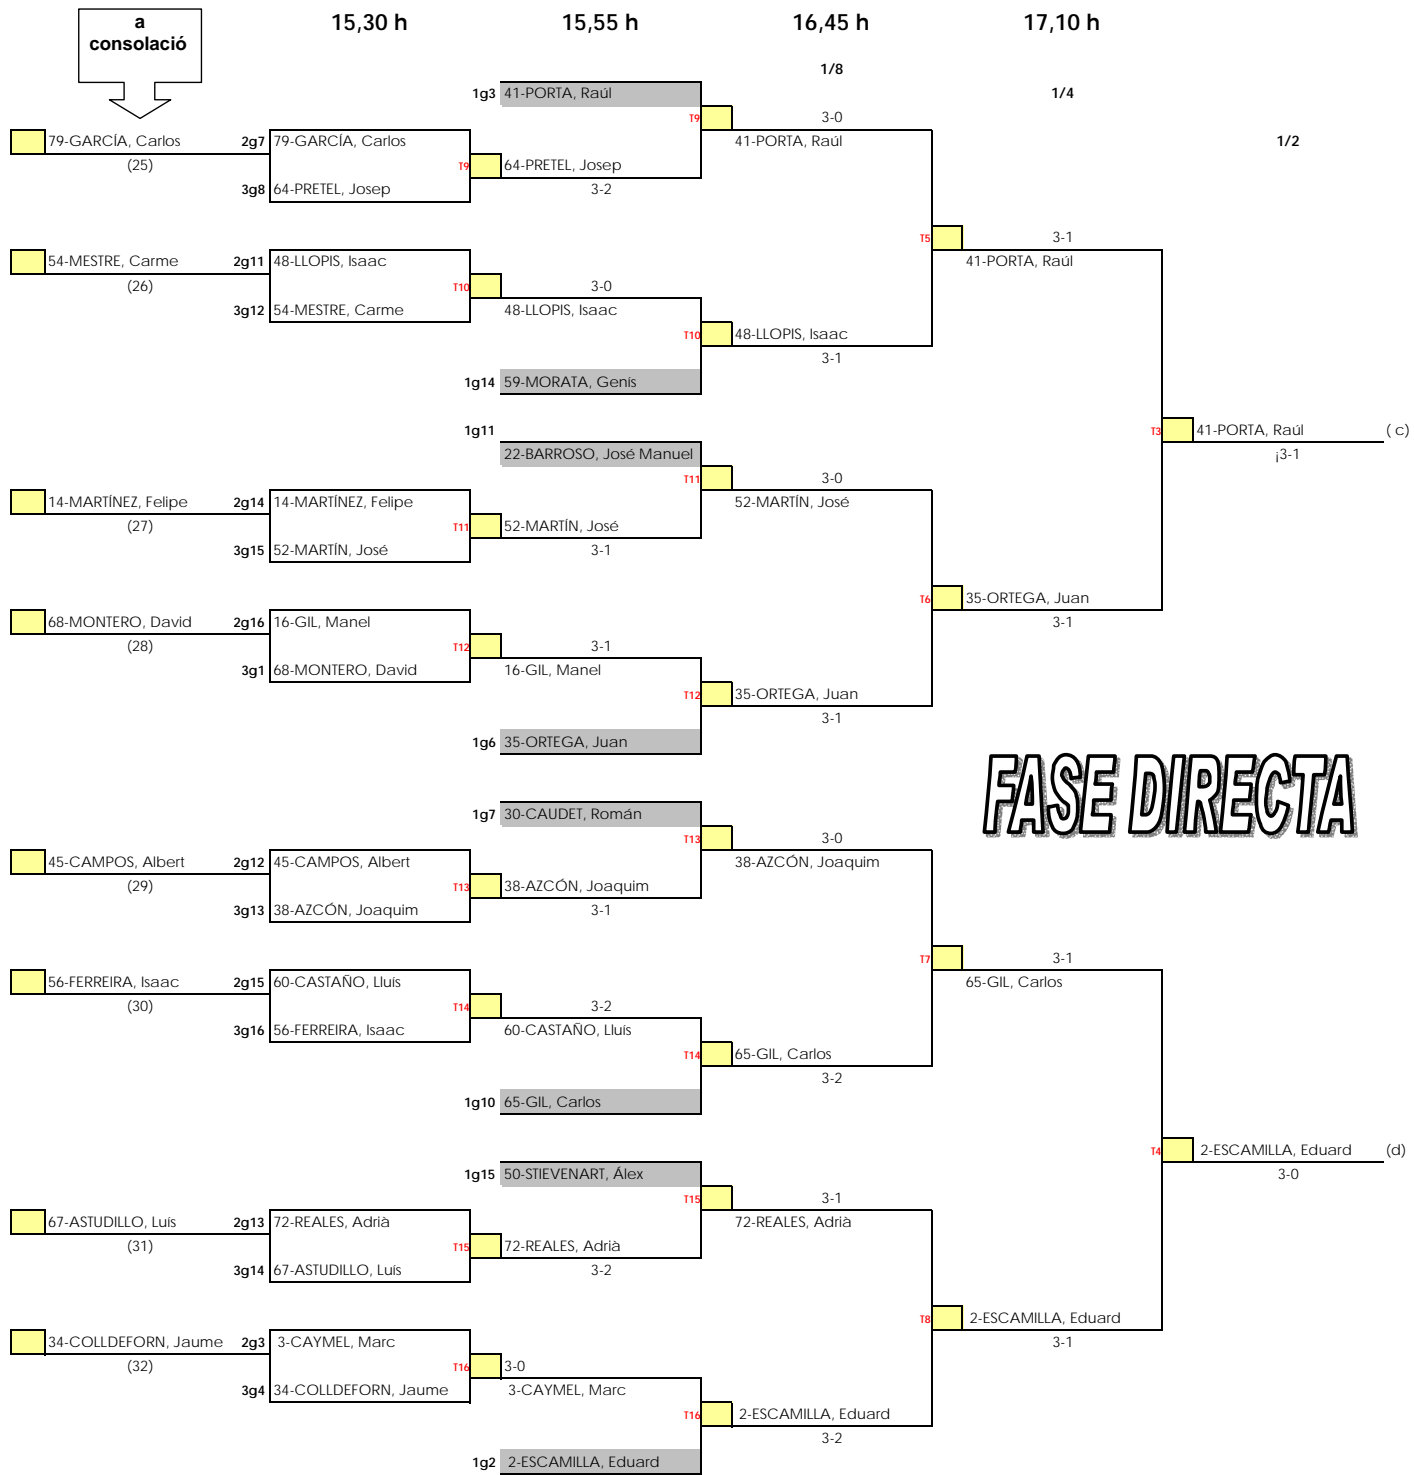 a
consolació
15,30 h
15,55 h
16,45 h
17,10 h
1/8
1g3 41-PORTA, Raúl
1/4
T9
3-0
79-GARCÍA, Carlos
2g7 79-GARCÍA, Carlos
41-PORTA, Raúl
1/2
(25)
T9
64-PRETEL, Josep
3g8 64-PRETEL, Josep
3-2
T5
3-1
54-MESTRE, Carme
2g11 48-LLOPIS, Isaac
41-PORTA, Raúl
(26)
T10
3-0
3g12 54-MESTRE, Carme
48-LLOPIS, Isaac
T10
48-LLOPIS, Isaac
3-1
1g14 59-MORATA, Genís
1g11
T3
41-PORTA, Raúl
( c)
22-BARROSO, José Manuel
¡3-1
T11
3-0
14-MARTÍNEZ, Felipe
2g14 14-MARTÍNEZ, Felipe
52-MARTÍN, José
(27)
T11
52-MARTÍN, José
3g15 52-MARTÍN, José
3-1
T6
35-ORTEGA, Juan
68-MONTERO, David
2g16 16-GIL, Manel
3-1
(28)
T12
3-1
3g1 68-MONTERO, David
16-GIL, Manel
T12
35-ORTEGA, Juan
3-1
1g6 35-ORTEGA, Juan
FASE DIRECTA
1g7 30-CAUDET, Román
T13
3-0
45-CAMPOS, Albert
2g12 45-CAMPOS, Albert
38-AZCÓN, Joaquim
(29)
T13
38-AZCÓN, Joaquim
3g13 38-AZCÓN, Joaquim
3-1
T7
3-1
56-FERREIRA, Isaac
2g15 60-CASTAÑO, Lluís
65-GIL, Carlos
(30)
T14
3-2
3g16 56-FERREIRA, Isaac
60-CASTAÑO, Lluís
T14
65-GIL, Carlos
3-2
1g10 65-GIL, Carlos
T4
2-ESCAMILLA, Eduard
(d)
1g15 50-STIEVENART, Álex
3-0
T15
3-1
67-ASTUDILLO, Luís
2g13 72-REALES, Adrià
72-REALES, Adrià
(31)
T15
72-REALES, Adrià
3g14 67-ASTUDILLO, Luís
3-2
T8
2-ESCAMILLA, Eduard
34-COLLDEFORN, Jaume
2g3 3-CAYMEL, Marc
3-1
(32)
T16
3-0
3g4 34-COLLDEFORN, Jaume
3-CAYMEL, Marc
T16
2-ESCAMILLA, Eduard
3-2
1g2 2-ESCAMILLA, Eduard